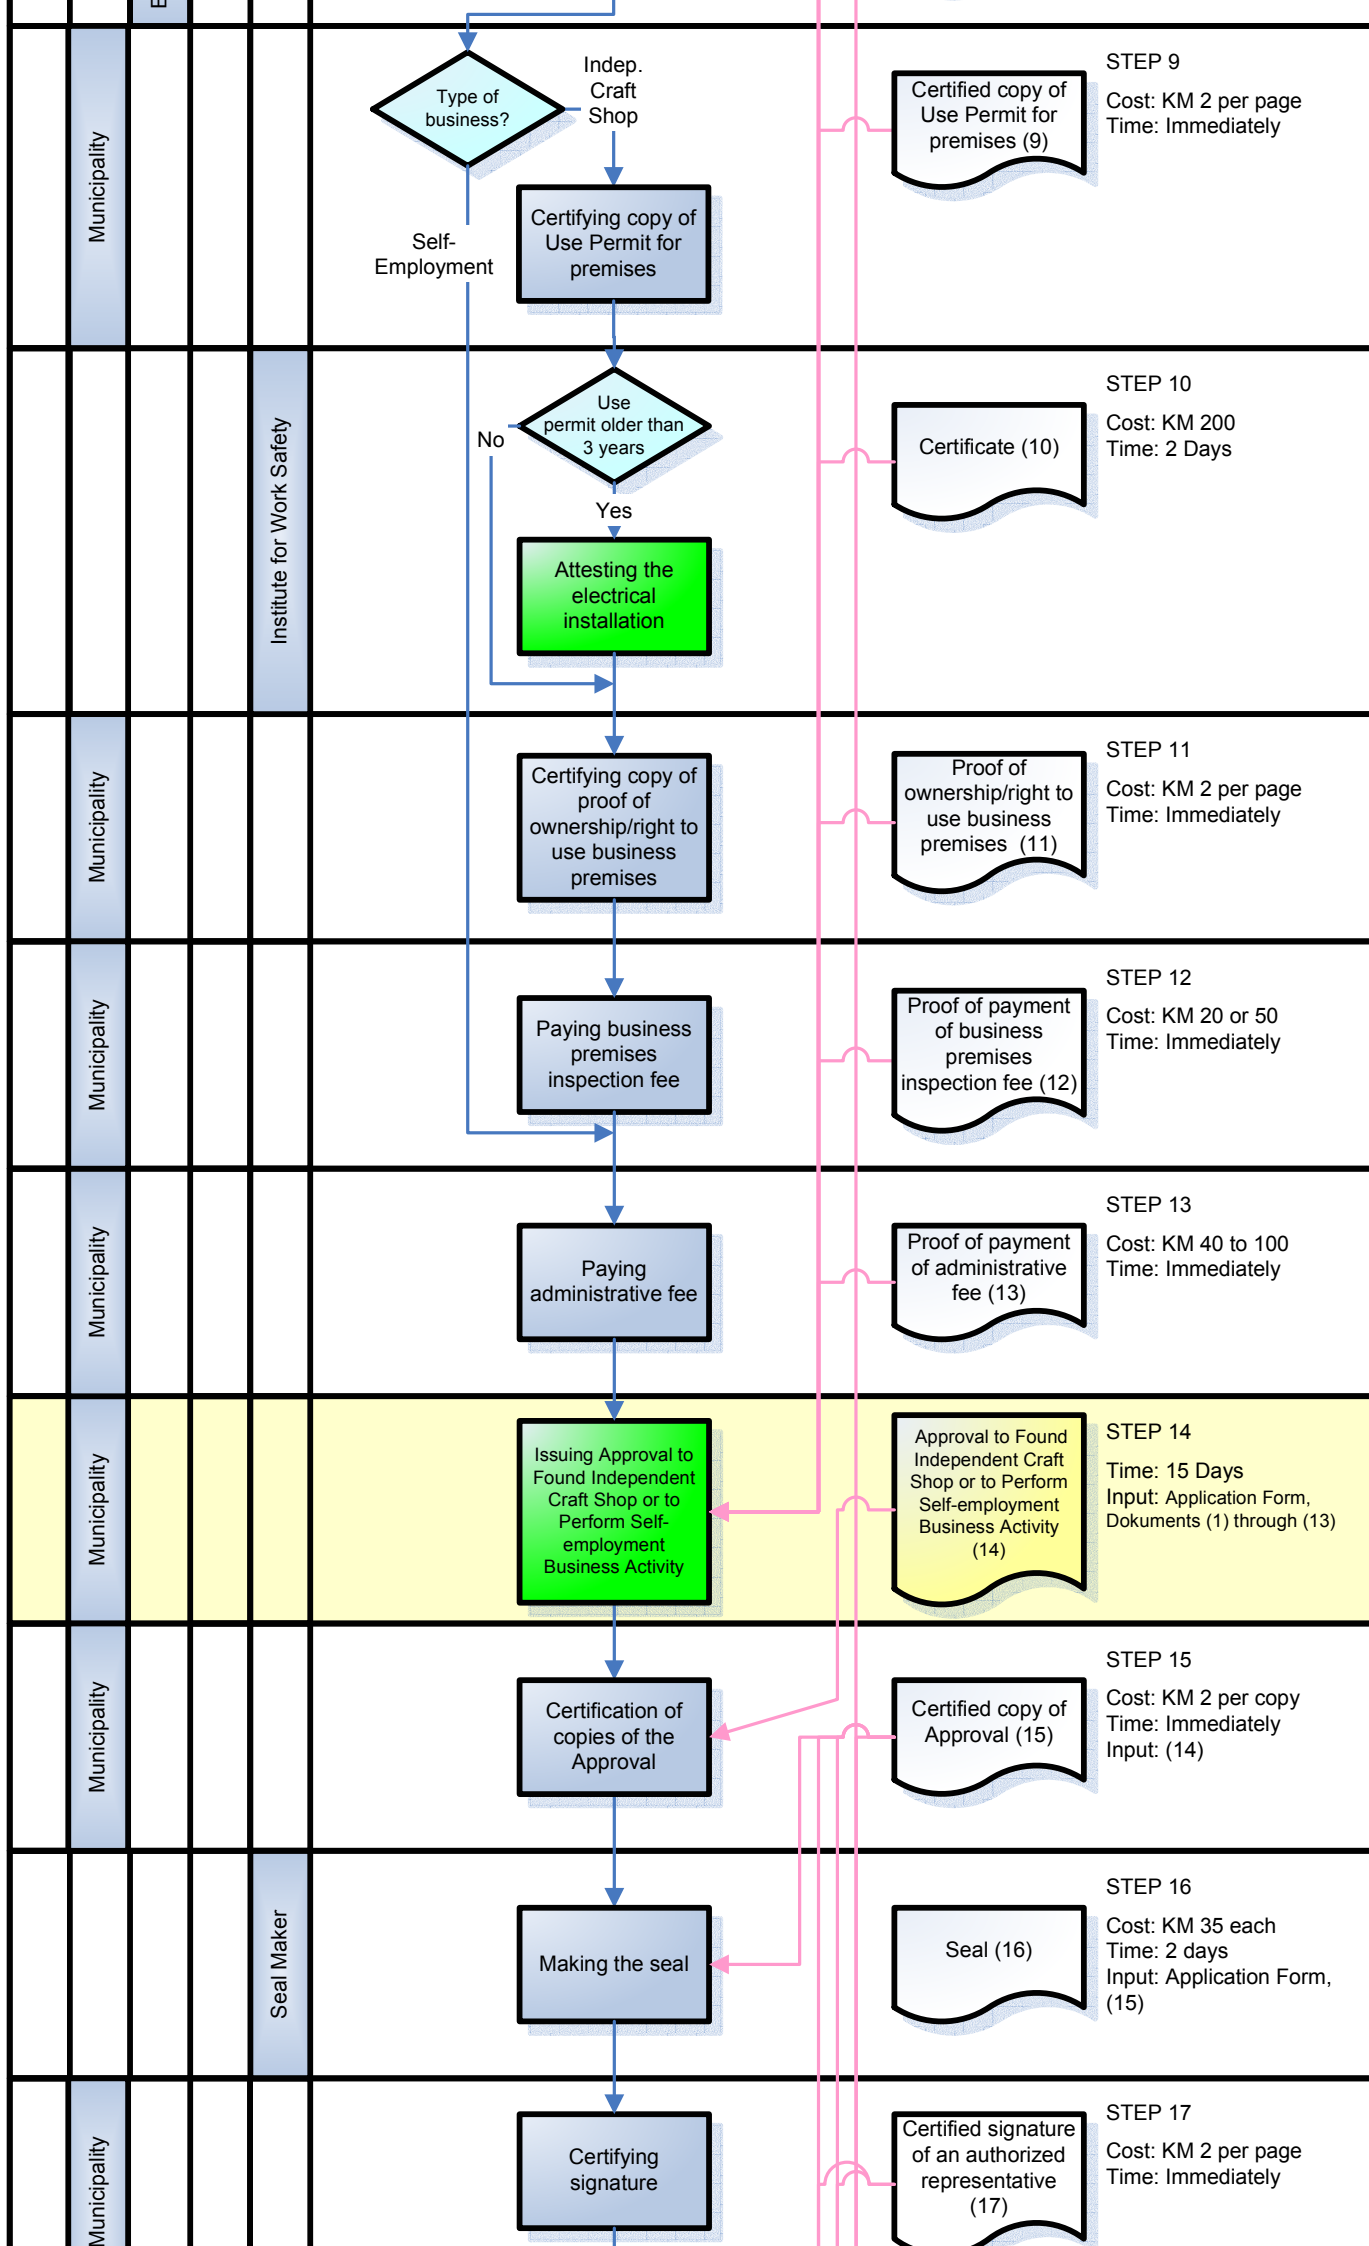 Municipality
Type of
business?
Indep.
Craft
Shop
Self-
Employment
Certifying copy of
Use Permit for
premises
Certified copy of
Use Permit for
premises (9)
STEP 9
Cost: KM 2 per page
Time: Immediately
Institute for Work Safety
Use
permit older than
3 years
No
Yes
Attesting the
electrical
installation
Certificate (10)
STEP 10
Cost: KM 200
Time: 2 Days
Municipality
Certifying copy of
proof of
ownership/right to
use business
premises
Proof of
ownership/right to
use business
premises (11)
STEP 11
Cost: KM 2 per page
Time: Immediately
Municipality
Paying business
premises
inspection fee
Proof of payment
of business
premises
inspection fee (12)
STEP 12
Cost: KM 20 or 50
Time: Immediately
Municipality
Paying
administrative fee
Proof of payment
of administrative
fee (13)
STEP 13
Cost: KM 40 to 100
Time: Immediately
Municipality
Issuing Approval to
Found Independent
Craft Shop or to
Perform Self-
employment
Business Activity
Approval to Found
Independent Craft
Shop or to Perform
Self-employment
Business Activity
(14)
STEP 14
Time: 15 Days
Input: Application Form,
Dokuments (1) through (13)
Municipality
Certification of
copies of the
Approval
Certified copy of
Approval (15)
STEP 15
Cost: KM 2 per copy
Time: Immediately
Input: (14)
Seal Maker
Making the seal
Seal (16)
STEP 16
Cost: KM 35 each
Time: 2 days
Input: Application Form,
(15)
Municipality
Certifying
signature
Certified signature
of an authorized
representative
(17)
STEP 17
Cost: KM 2 per page
Time: Immediately